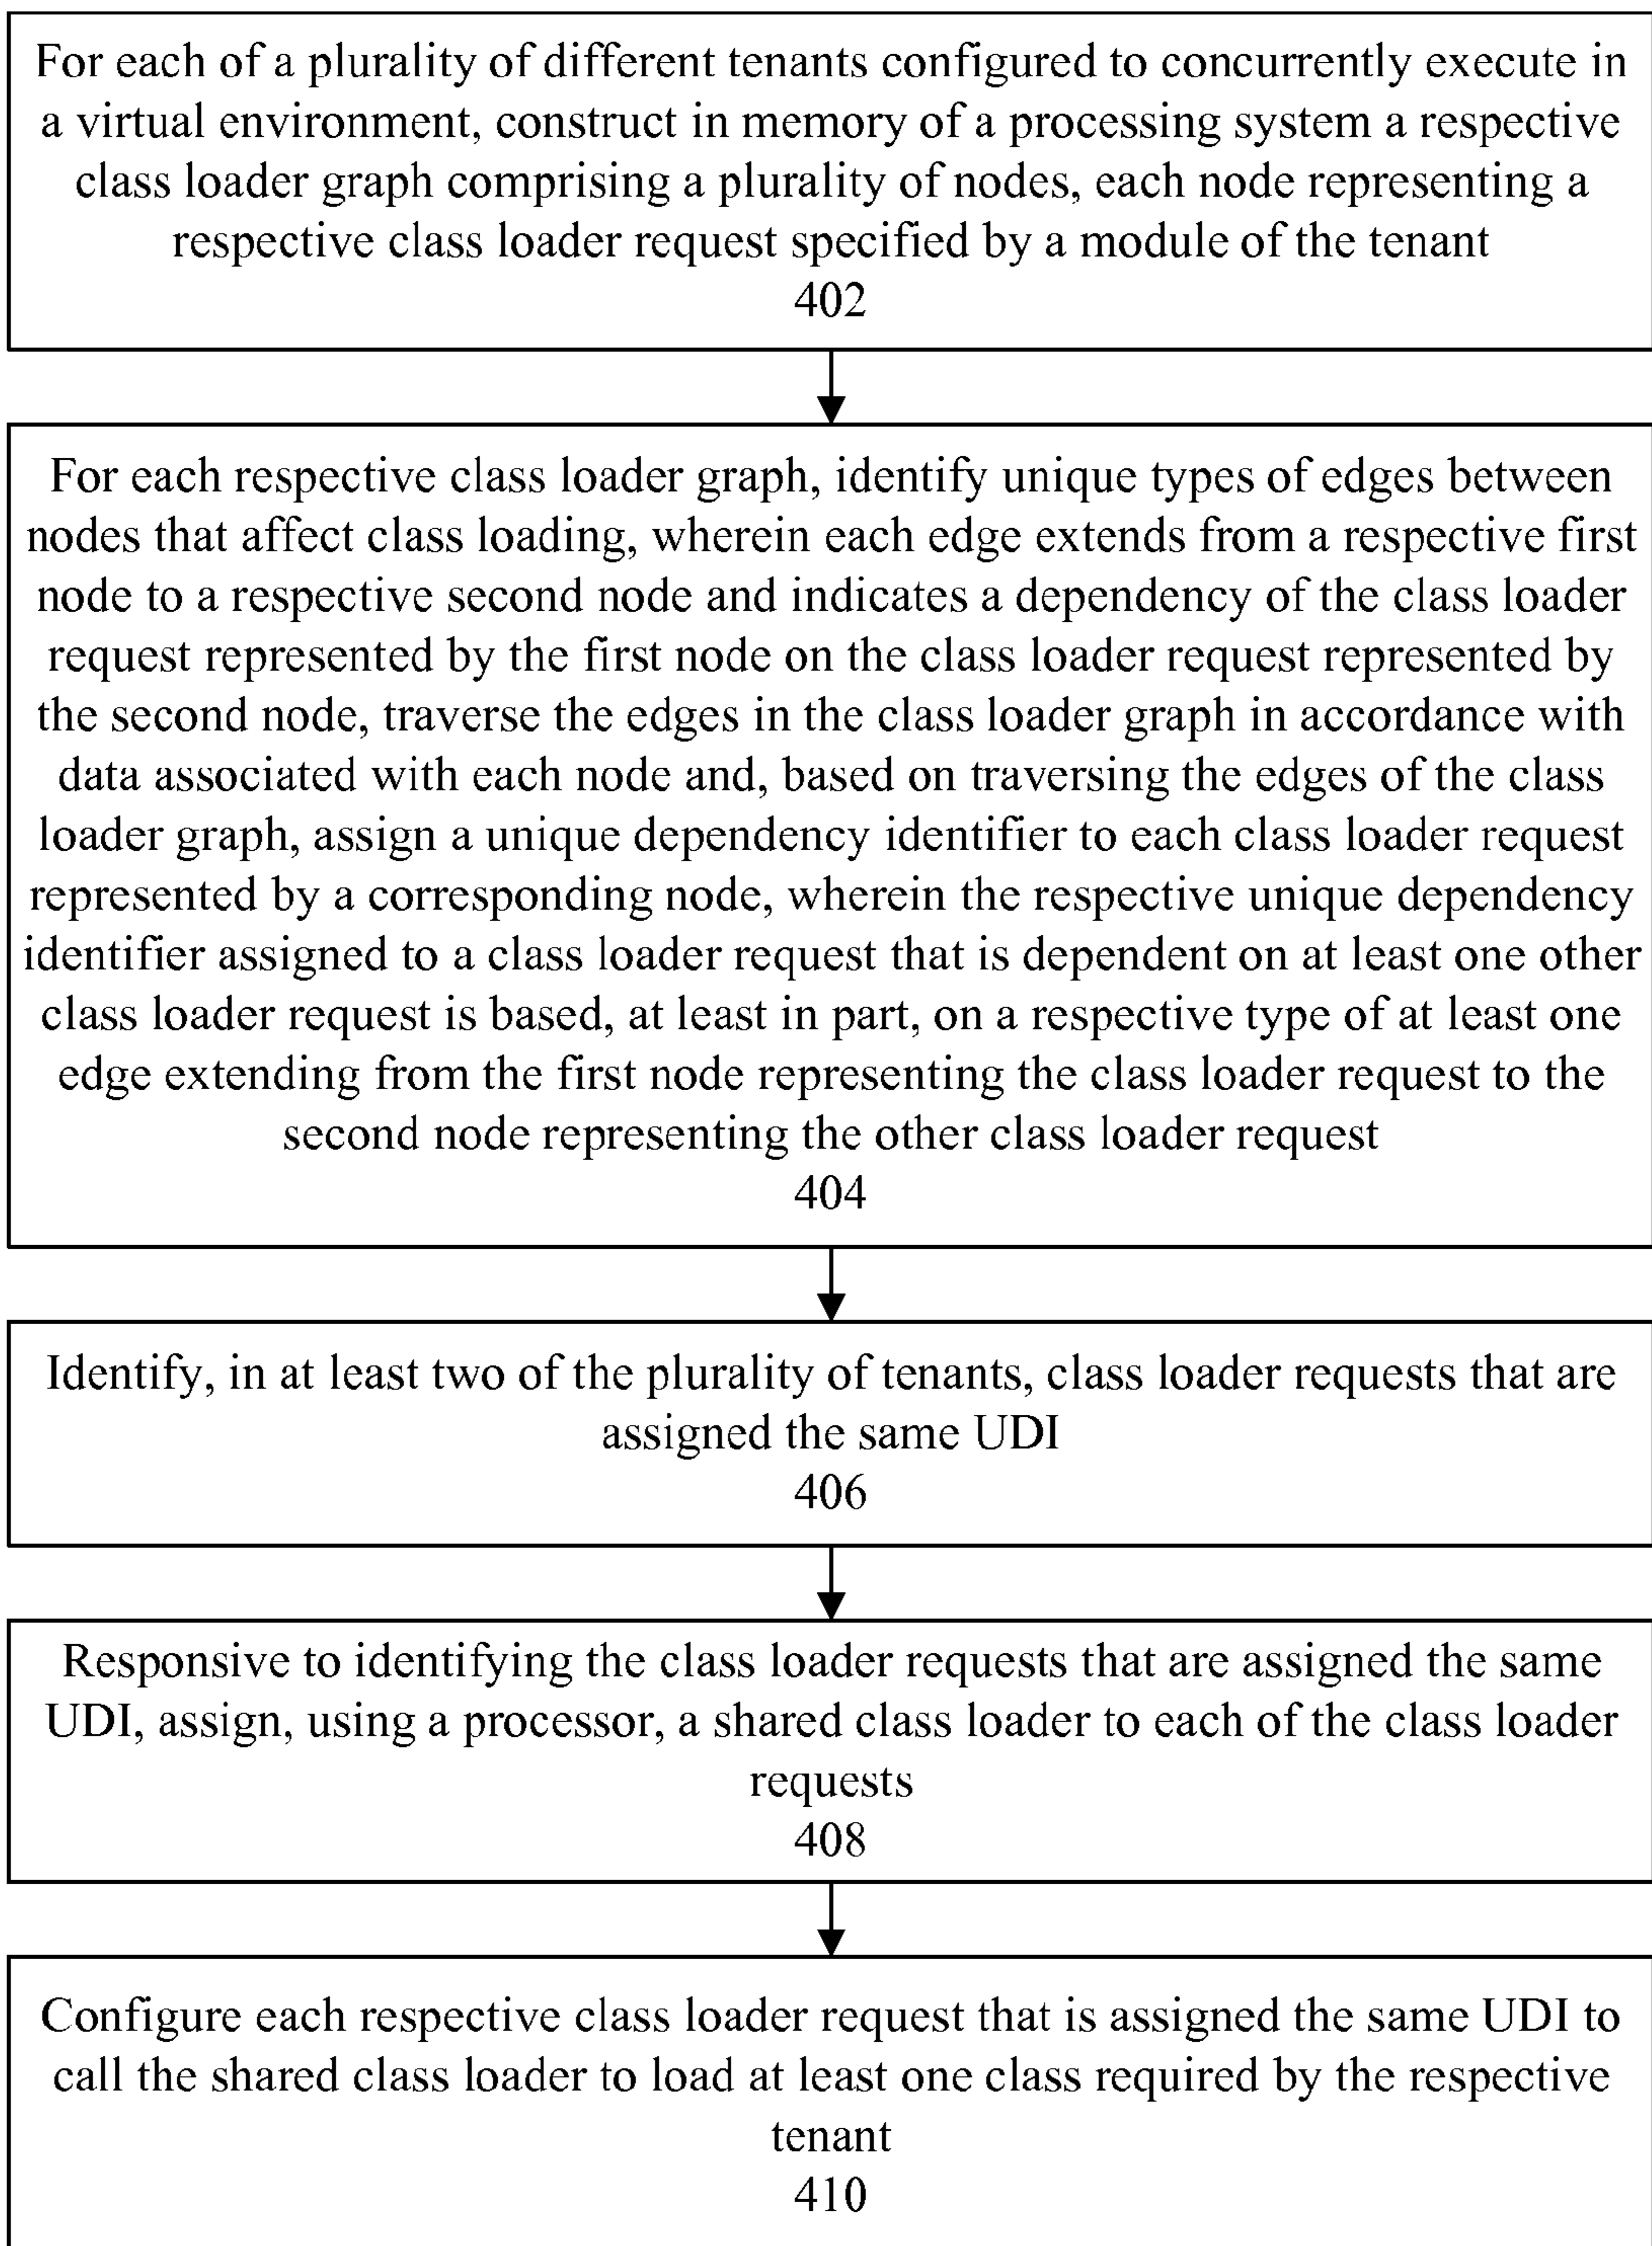 For each of a plurality of different tenants configured to concurrently execute in
a virtual environment, construct in memory of a processing system a respective
class loader graph comprising a plurality of nodes, each node representing a
respective class loader request specified by a module of the tenant
402
For each respective class loader graph, identify unique types of edges between
nodes that affect class loading, wherein each edge extends from a respective first
node to a respective second node and indicates a dependency of the class loader
request represented by the first node on the class loader request represented by
the second node, traverse the edges in the class loader graph in accordance with
data associated with each node and, based on traversing the edges of the class
loader graph, assign a unique dependency identifier to each class loader request
represented by a corresponding node, wherein the respective unique dependency
identifier assigned to a class loader request that is dependent on at least one other
class loader request is based, at least in part, on a respective type of at least one
edge extending from the first node representing the class loader request to the
second node representing the other class loader request
404
Identify, in at least two of the plurality of tenants, class loader requests that are
assigned the same UDI
406
Responsive to identifying the class loader requests that are assigned the same
UDI, assign, using a processor, a shared class loader to each of the class loader
requests
408
Configure each respective class loader request that is assigned the same UDI to
call the shared class loader to load at least one class required by the respective
tenant
410